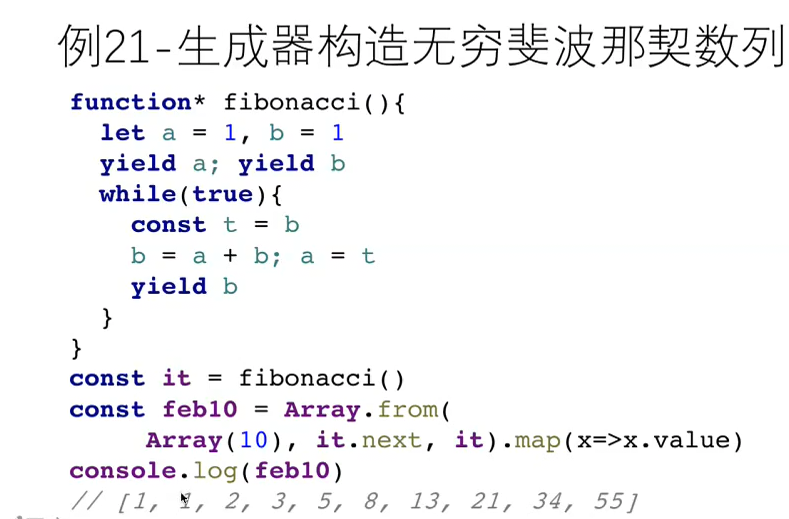 例21-生成器构造无穷斐波那契数列
function* fibonacci(){
  let a = 1, b = 1
  yield a; yield b
  while(true){
    const t = b
    b = a + b; a = t
    yield b
  }
}
const it = fibonacci()
const feb10 = Array.from(
     Array(10), it.next, it).map(x=>x.value)
console.log(feb10)
// [1, 1, 2, 3, 5, 8, 13, 21, 34, 55]